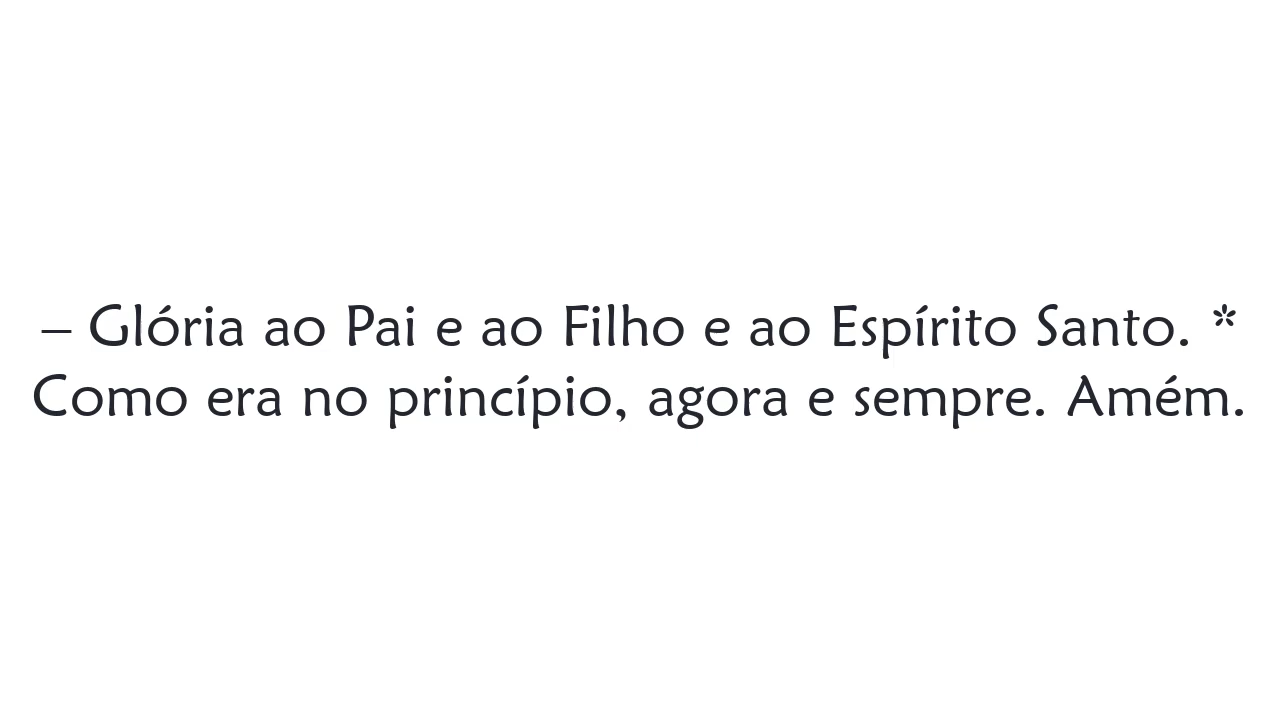 – Glória ao Pai e ao Filho e ao Espírito Santo. *
Como era no princípio, agora e sempre. Amém.